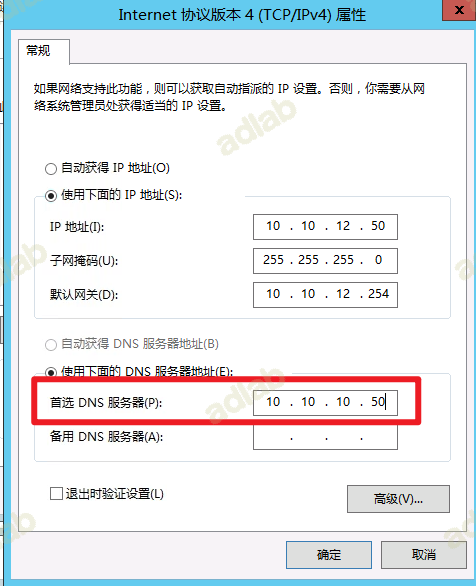 Internet 协议版本 4 (TCP/IPv4) 属性
x
常规
如果网络支持此功能，则可以获取自动指派的 IP 设置。否则，你需要从网
络系统管理员处获得适当的 IP 设置。
自动获得 IP 地址(O)
使用下面的 IP 地址(S):
IP 地址(I): 10 . 10 . 12 . 50
子网掩码(U): 255 . 255 . 255 . 0
默认网关(D): 10 . 10 . 12 . 254
自动获得 DNS 服务器地址(B)
使用下面的 DNS 服务器地址(E):
首选 DNS 服务器(P): 10 . 10 . 10 . 50
备用 DNS 服务器(A): . . .
退出时验证设置(L)
高级(V)...
确定 取消
adlab
adlab
adlab
adlab